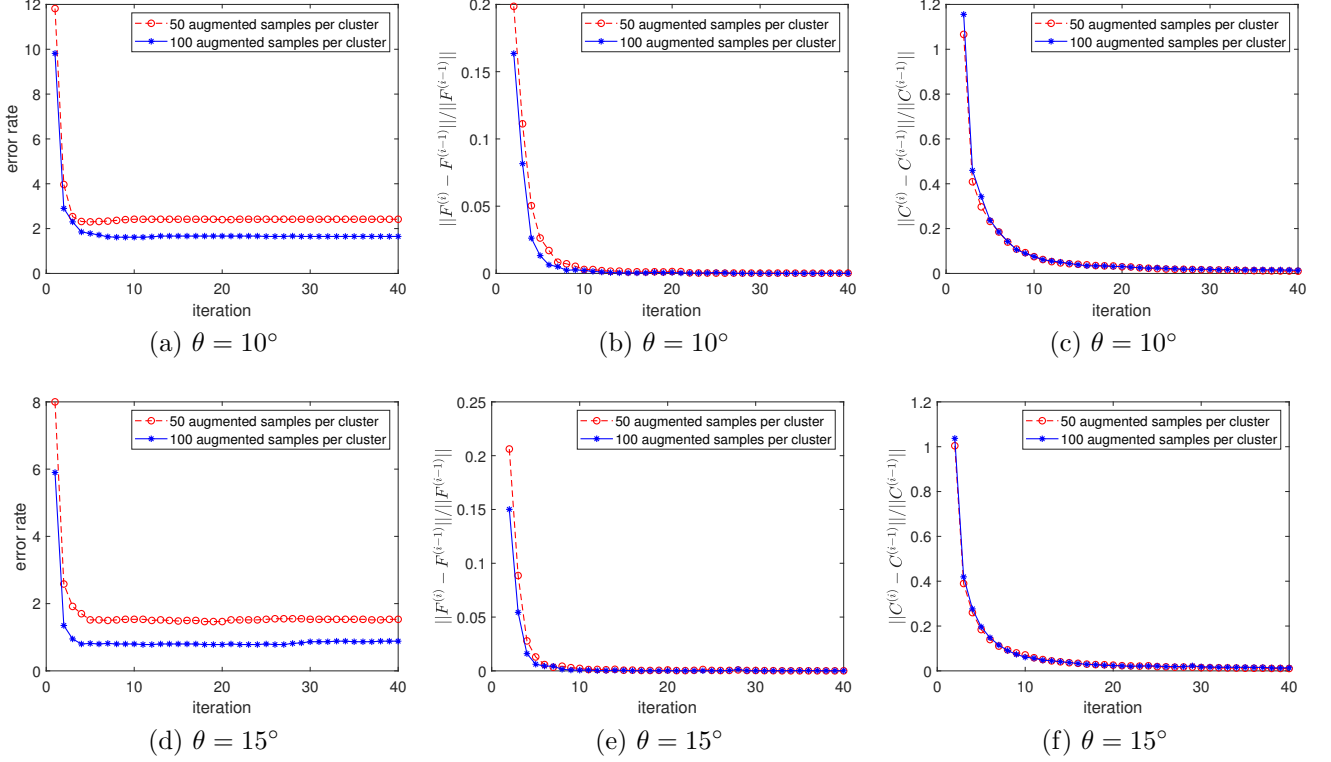 12
10
8
6
4
2
0
error rate
0
10
20
30
40
iteration
50 augmented samples per cluster
100 augmented samples per cluster
(a) θ = 10°
0.2
0.15
0.1
0.05
0
||F^(i) − F^(i−1)||/||F^(i−1)||
0
10
20
30
40
iteration
50 augmented samples per cluster
100 augmented samples per cluster
(b) θ = 10°
1.2
1
0.8
0.6
0.4
0.2
0
||C^(i) − C^(i−1)||/||C^(i−1)||
0
10
20
30
40
iteration
50 augmented samples per cluster
100 augmented samples per cluster
(c) θ = 10°
8
6
4
2
0
error rate
0
10
20
30
40
iteration
50 augmented samples per cluster
100 augmented samples per cluster
(d) θ = 15°
0.25
0.2
0.15
0.1
0.05
0
||F^(i) − F^(i−1)||/||F^(i−1)||
0
10
20
30
40
iteration
50 augmented samples per cluster
100 augmented samples per cluster
(e) θ = 15°
1.2
1
0.8
0.6
0.4
0.2
0
||C^(i) − C^(i−1)||/||C^(i−1)||
0
10
20
30
40
iteration
50 augmented samples per cluster
100 augmented samples per cluster
(f) θ = 15°